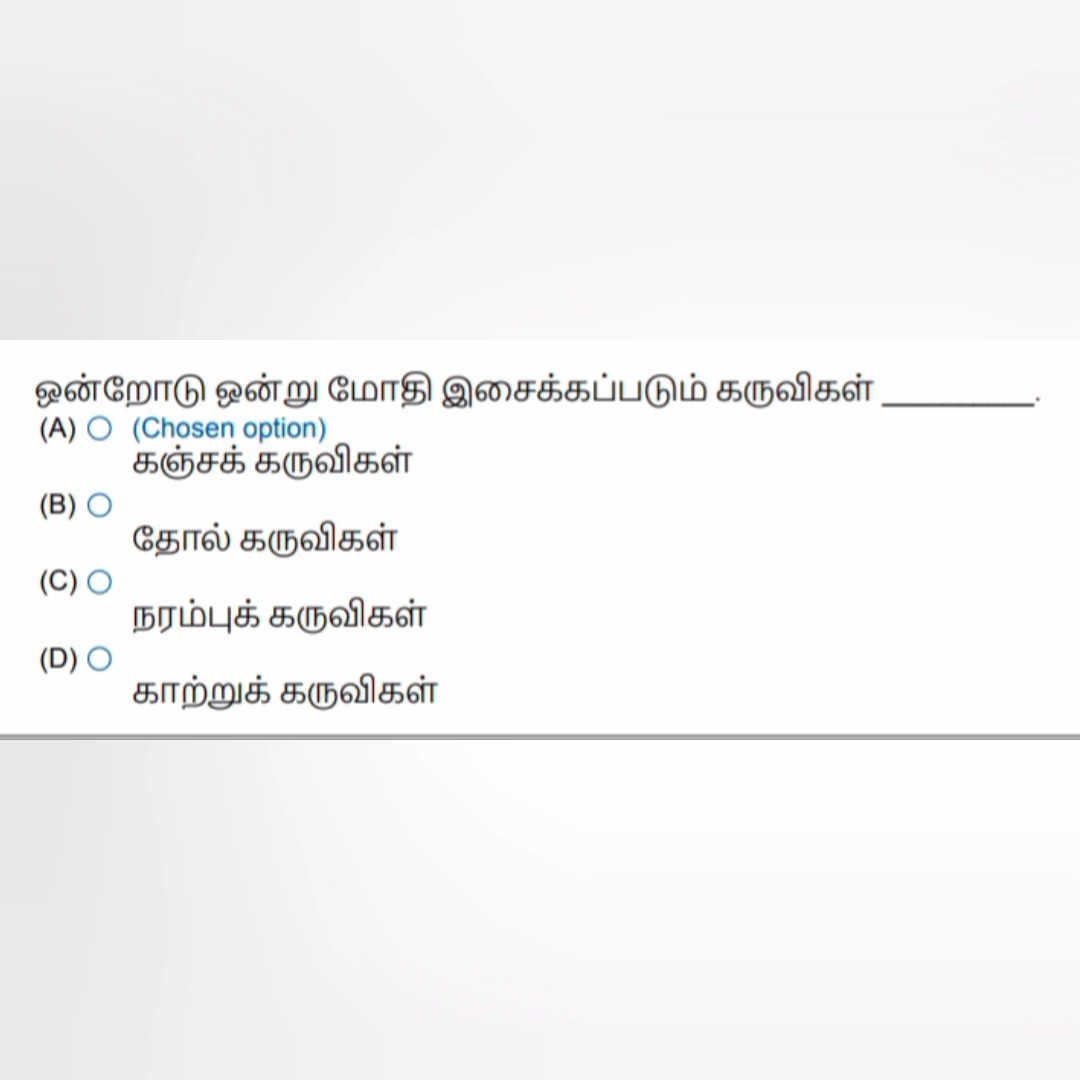 ஒன்றோடு ஒன்று மோதி இசைக்கப்படும் கருவிகள் __________.
(A) (Chosen option)
கஞ்சக் கருவிகள்
(B)
தோல் கருவிகள்
(C)
நரம்புக் கருவிகள்
(D)
காற்றுக் கருவிகள்